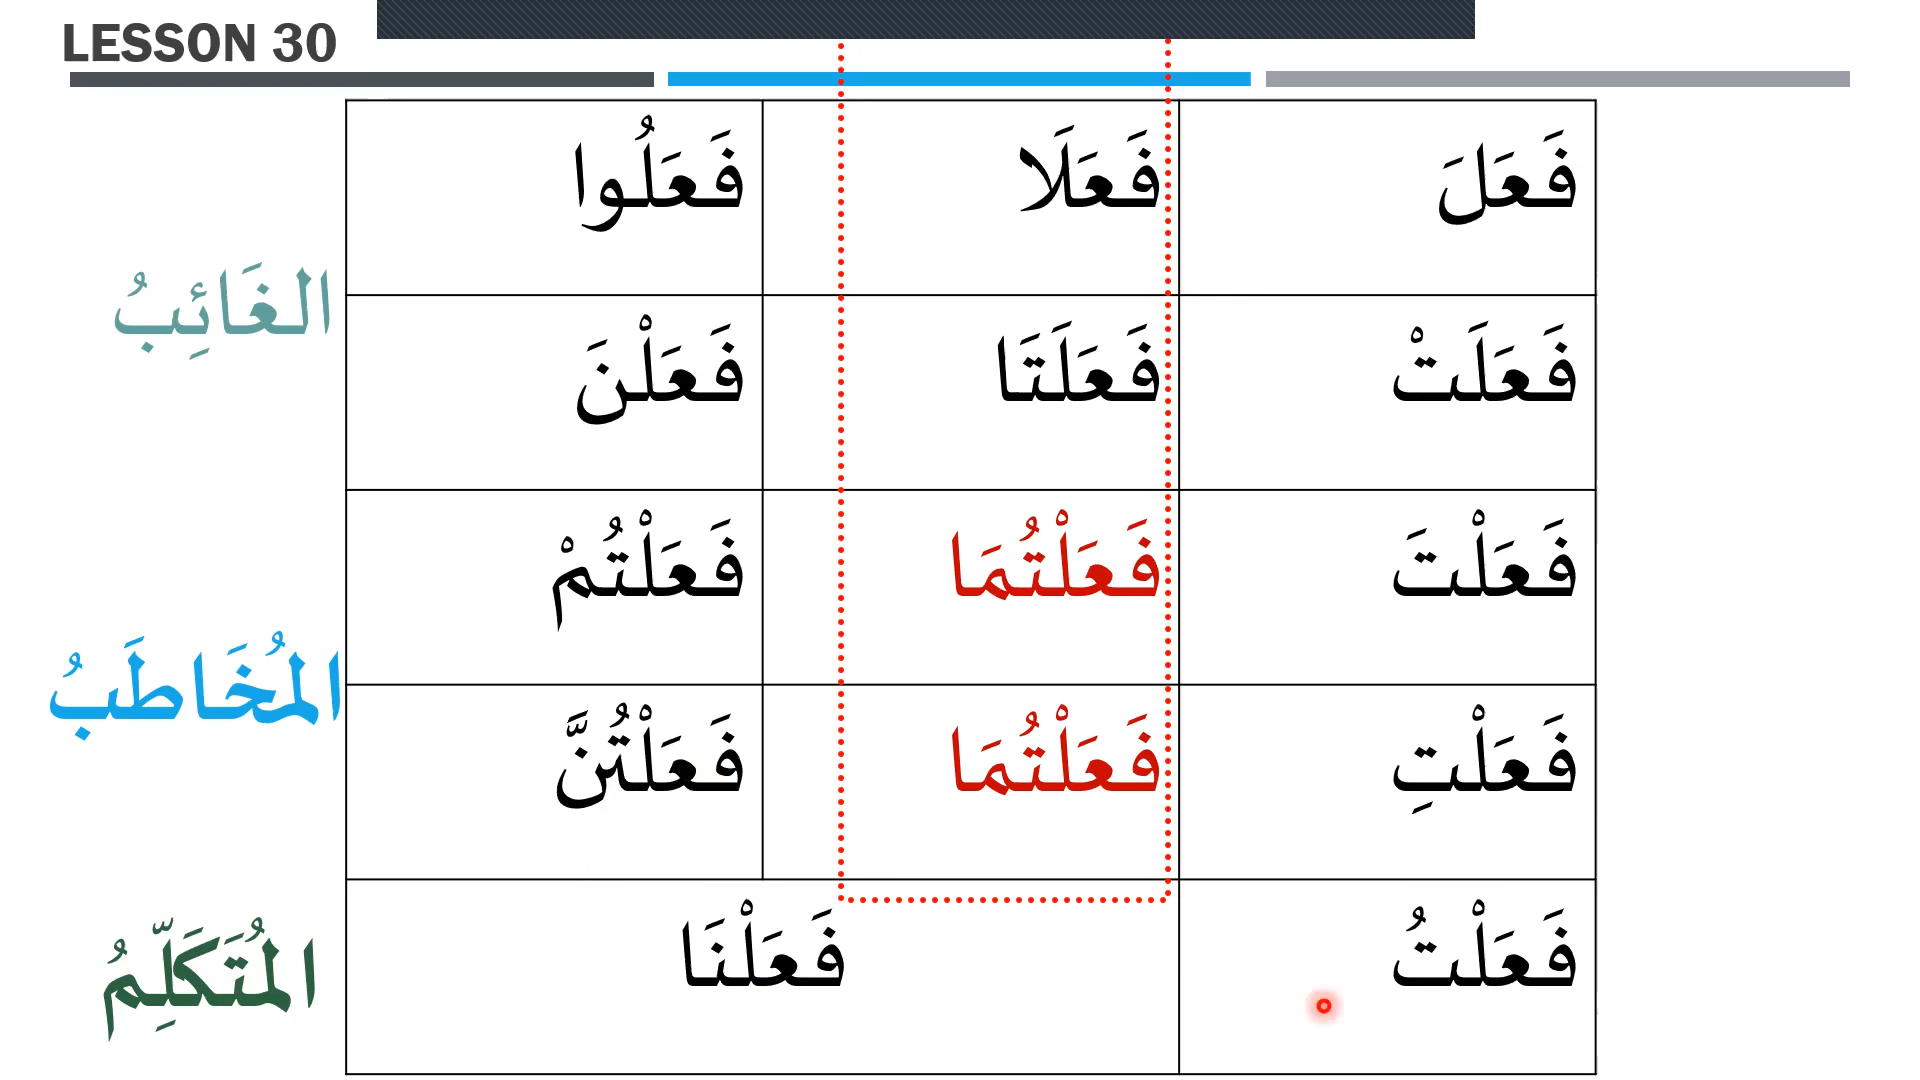 LESSON 30
فَعَلَ فَعَلَا فَعَلُوا
الغَائِبُ
فَعَلَتْ فَعَلَتَا فَعَلْنَ
فَعَلْتَ فَعَلْتُمَا فَعَلْتُمْ
المُخَاطَبُ
فَعَلْتِ فَعَلْتُمَا فَعَلْتُنَّ
فَعَلْتُ فَعَلْنَا
المُتَكَلِّمُ